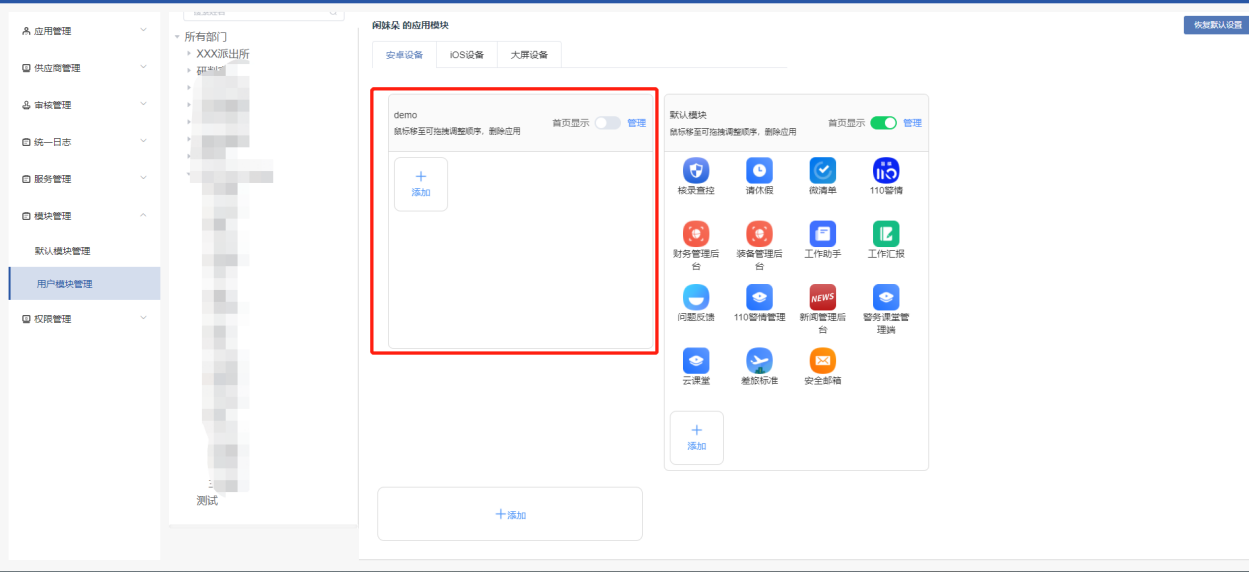 应用管理
供应商管理
审核管理
统一日志
服务管理
模块管理
默认模块管理
用户模块管理
权限管理
所有部门
XXX派出所
测试
闲妹朵 的应用模块
恢复默认设置
安卓设备
iOS设备
大屏设备
demo
鼠标移至可拖拽调整顺序，删除应用
首页显示
管理
添加
默认模块
鼠标移至可拖拽调整顺序，删除应用
首页显示
管理
核录查控
请休假
微清单
110警情
财务管理后
台
装备管理后
台
工作助手
工作汇报
问题反馈
110警情管理
NEWS
新闻管理后
台
警务课堂管
理端
云课堂
差旅标准
安全邮箱
添加
添加